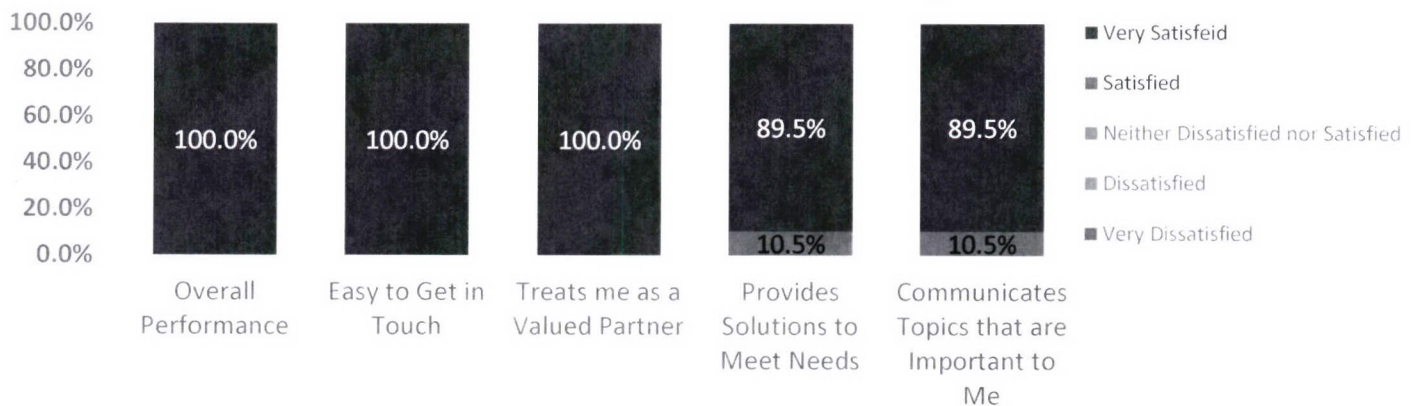 100.0%
80.0%
60.0%
40.0%
20.0%
0.0%
100.0%
100.0%
100.0%
89.5%
10.5%
89.5%
10.5%
Overall
Performance
Easy to Get in
Touch
Treats me as a
Valued Partner
Provides
Solutions to
Meet Needs
Communicates
Topics that are
Important to
Me
Very Satisfeid
Satisfied
Neither Dissatisfied nor Satisfied
Dissatisfied
Very Dissatisfied